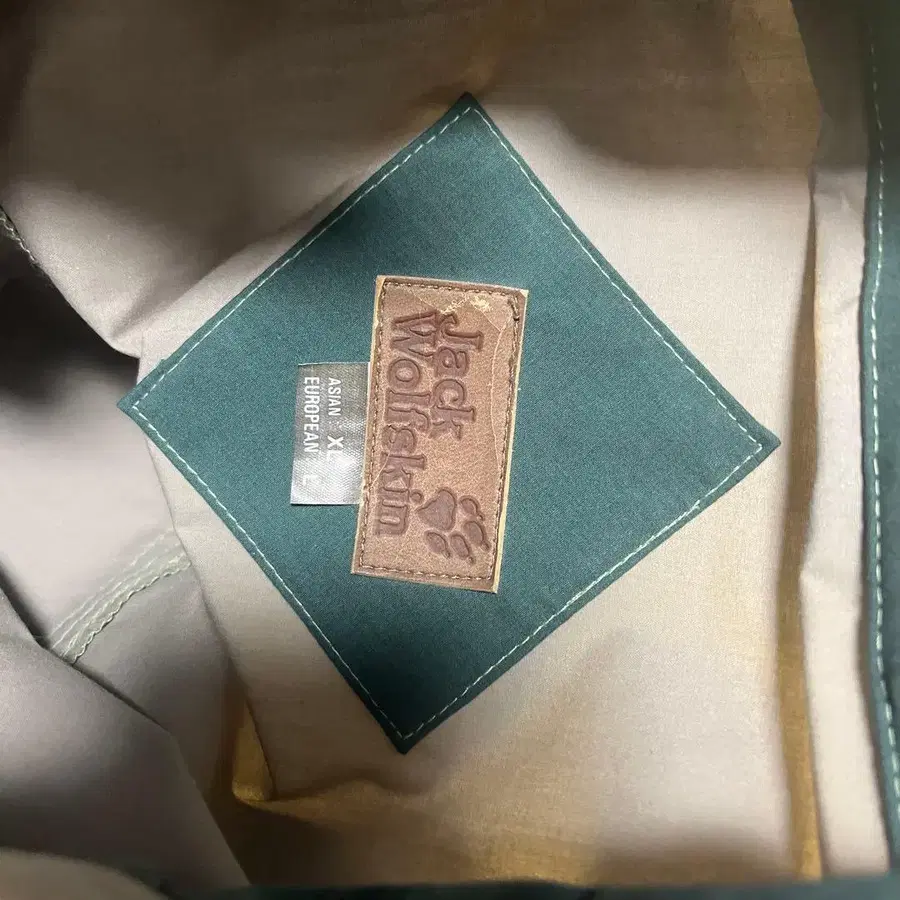 Jack
Wolfskin
ASIAN : XL
EUROPEAN : L